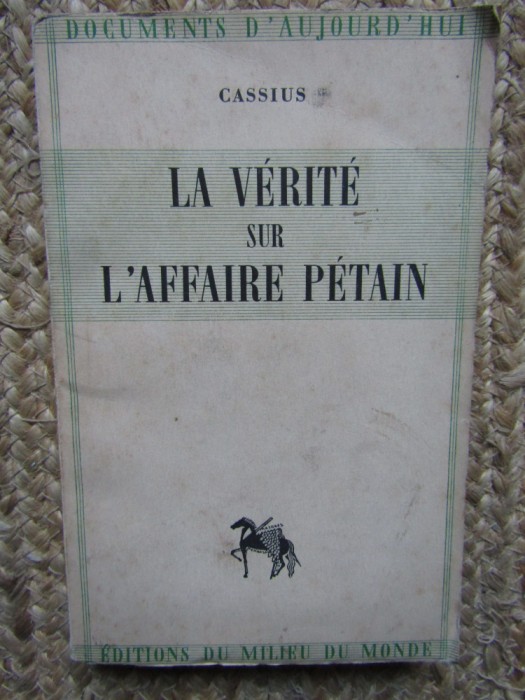 DOCUMENTS D'AUJOURD'HUI
CASSIUS
LA VÉRITÉ
SUR
L'AFFAIRE PÉTAIN
ÉDITIONS DU MILIEU DU MONDE